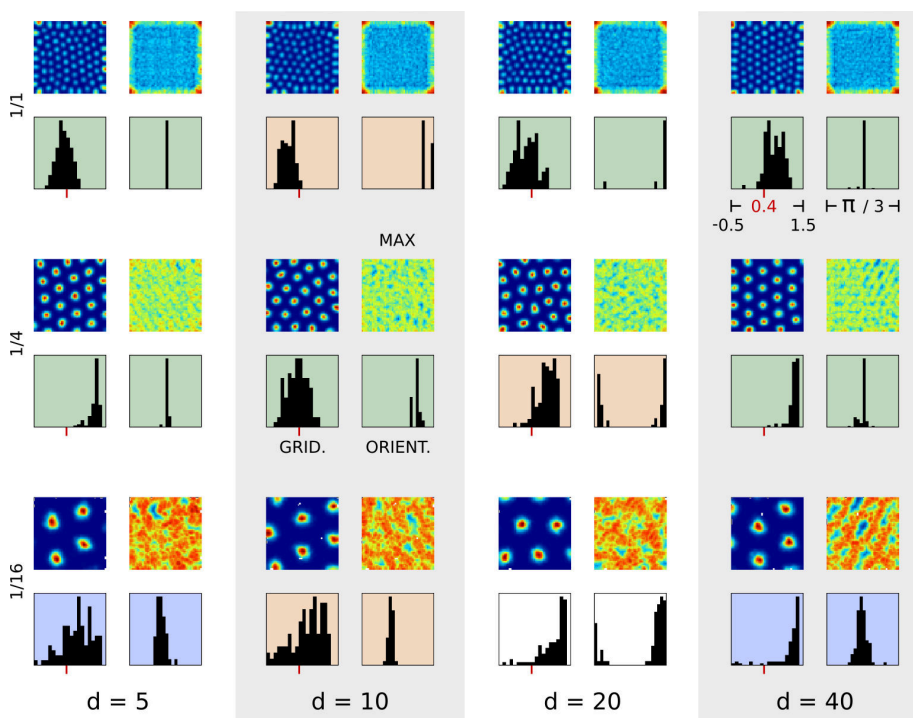 1/1
0.4
π / 3
-0.5
1.5
MAX
1/4
GRID.
ORIENT.
1/16
d = 5
d = 10
d = 20
d = 40